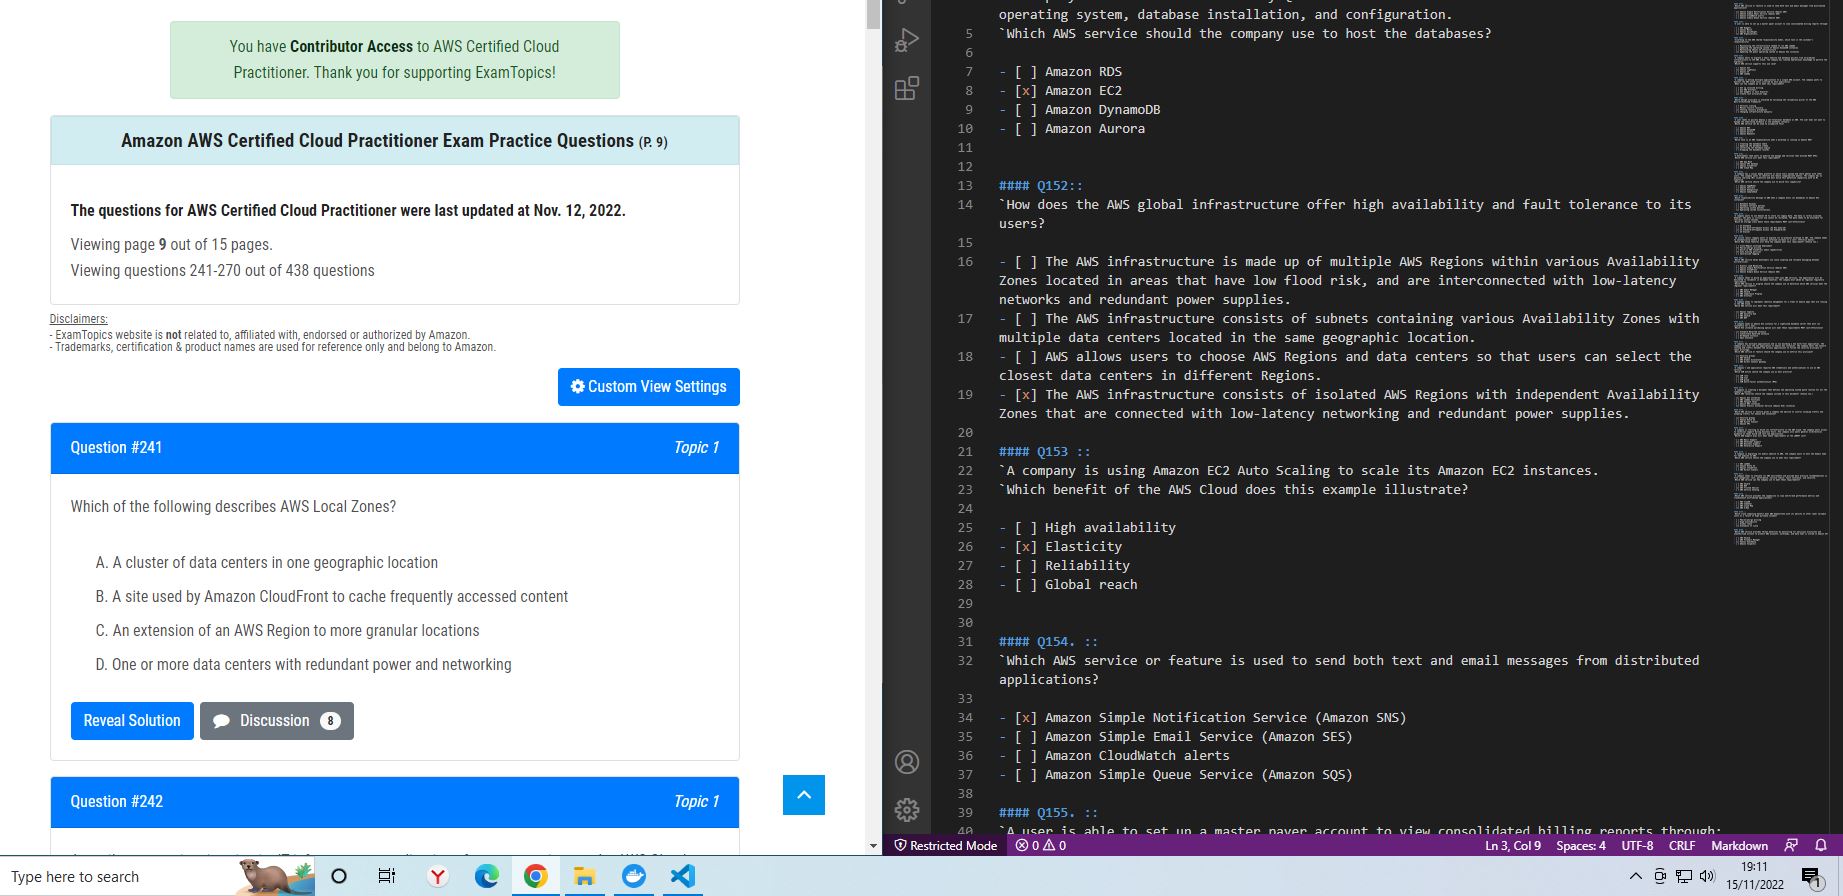 You have Contributor Access to AWS Certified Cloud
Practitioner. Thank you for supporting ExamTopics!
Amazon AWS Certified Cloud Practitioner Exam Practice Questions (P. 9)
The questions for AWS Certified Cloud Practitioner were last updated at Nov. 12, 2022.
Viewing page 9 out of 15 pages.
Viewing questions 241-270 out of 438 questions
Disclaimers:
- ExamTopics website is not related to, affiliated with, endorsed or authorized by Amazon.
- Trademarks, certification & product names are used for reference only and belong to Amazon.
Custom View Settings
Question #241 Topic 1
Which of the following describes AWS Local Zones?
A. A cluster of data centers in one geographic location
B. A site used by Amazon CloudFront to cache frequently accessed content
C. An extension of an AWS Region to more granular locations
D. One or more data centers with redundant power and networking
Reveal Solution Discussion 8
Question #242 Topic 1
operating system, database installation, and configuration.
5 `Which AWS service should the company use to host the databases?
6
7 - [ ] Amazon RDS
8 - [x] Amazon EC2
9 - [ ] Amazon DynamoDB
10 - [ ] Amazon Aurora
11
12
13 #### Q152::
14 `How does the AWS global infrastructure offer high availability and fault tolerance to its
users?
15
16 - [ ] The AWS infrastructure is made up of multiple AWS Regions within various Availability
Zones located in areas that have low flood risk, and are interconnected with low-latency
networks and redundant power supplies.
17 - [ ] The AWS infrastructure consists of subnets containing various Availability Zones with
multiple data centers located in the same geographic location.
18 - [ ] AWS allows users to choose AWS Regions and data centers so that users can select the
closest data centers in different Regions.
19 - [x] The AWS infrastructure consists of isolated AWS Regions with independent Availability
Zones that are connected with low-latency networking and redundant power supplies.
20
21 #### Q153 ::
22 `A company is using Amazon EC2 Auto Scaling to scale its Amazon EC2 instances.
23 `Which benefit of the AWS Cloud does this example illustrate?
24
25 - [ ] High availability
26 - [x] Elasticity
27 - [ ] Reliability
28 - [ ] Global reach
29
30
31 #### Q154. ::
32 `Which AWS service or feature is used to send both text and email messages from distributed
applications?
33
34 - [x] Amazon Simple Notification Service (Amazon SNS)
35 - [ ] Amazon Simple Email Service (Amazon SES)
36 - [ ] Amazon CloudWatch alerts
37 - [ ] Amazon Simple Queue Service (Amazon SQS)
38
39 #### Q155. ::
40 `A user is able to set up a master payer account to view consolidated billing reports through:
Restricted Mode 0 0 Ln 3, Col 9 Spaces: 4 UTF-8 CRLF Markdown
Type here to search
19:11
15/11/2022
1